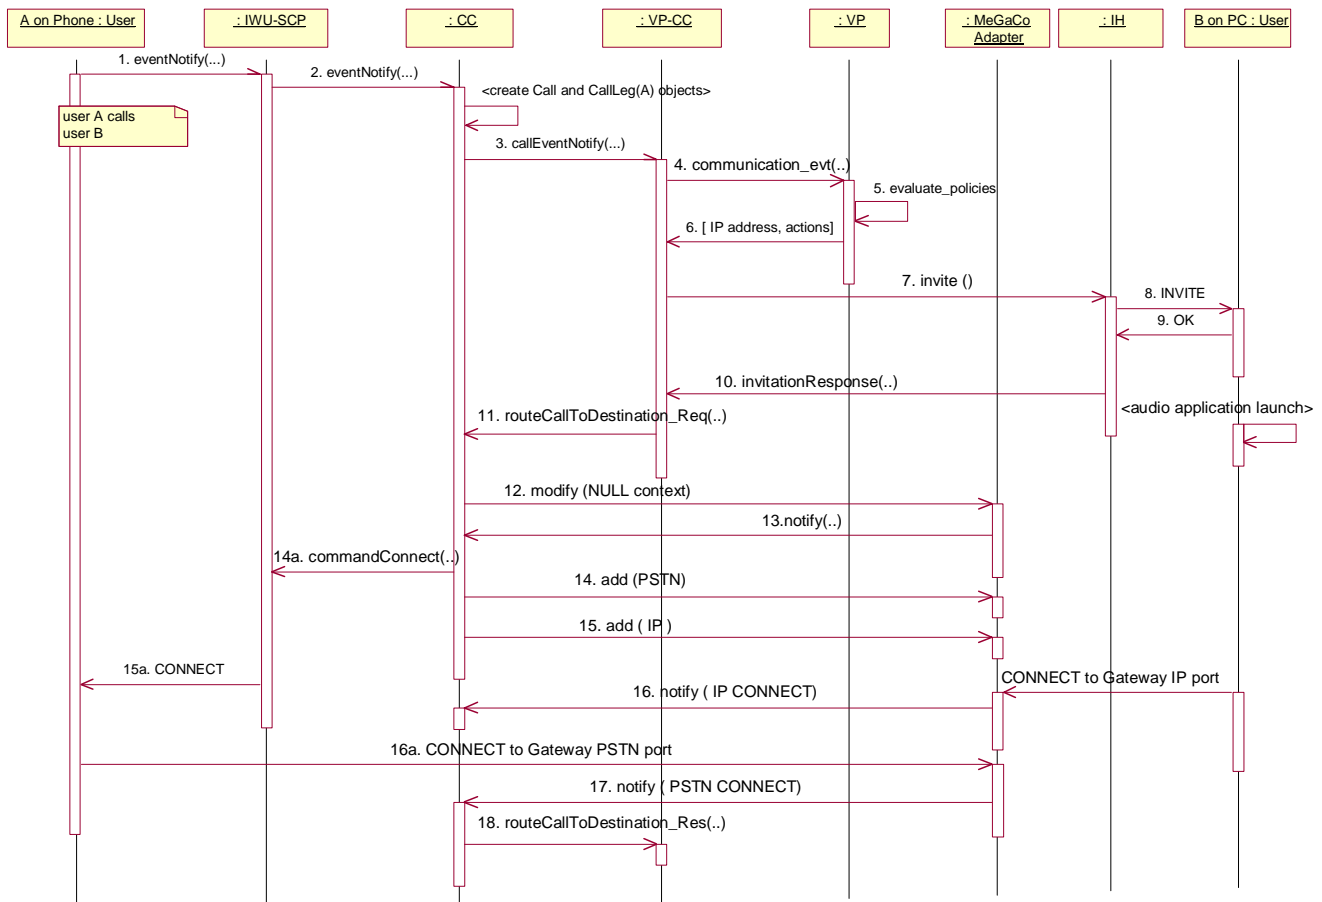 A on Phone : User
: IWU-SCP
: CC
: VP-CC
: VP
: MeGaCo
Adapter
: IH
B on PC : User
1. eventNotify(...)
2. eventNotify(...)
<create Call and CallLeg(A) objects>
user A calls
user B
3. callEventNotify(...)
4. communication_evt(..)
5. evaluate_policies
6. [ IP address, actions]
7. invite ()
8. INVITE
9. OK
10. invitationResponse(..)
<audio application launch>
11. routeCallToDestination_Req(..)
12. modify (NULL context)
13.notify(..)
14a. commandConnect(..)
14. add (PSTN)
15. add ( IP )
15a. CONNECT
CONNECT to Gateway IP port
16. notify ( IP CONNECT)
16a. CONNECT to Gateway PSTN port
17. notify ( PSTN CONNECT)
18. routeCallToDestination_Res(..)